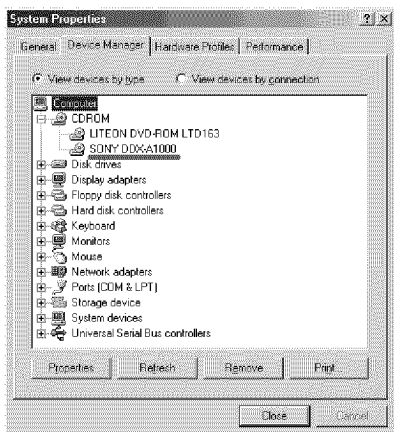 System Properties
General Device Manager Hardware Profiles Performance
View devices by type View devices by connection
Computer
CDROM
LITEON DVD-ROM LTD163
SONY DDX-A1000
Disk drives
Display adapters
Floppy disk controllers
Hard disk controllers
Keyboard
Monitors
Mouse
Network adapters
Ports (COM & LPT)
Storage device
System devices
Universal Serial Bus controllers
Properties Refresh Remove Print...
Close Cancel